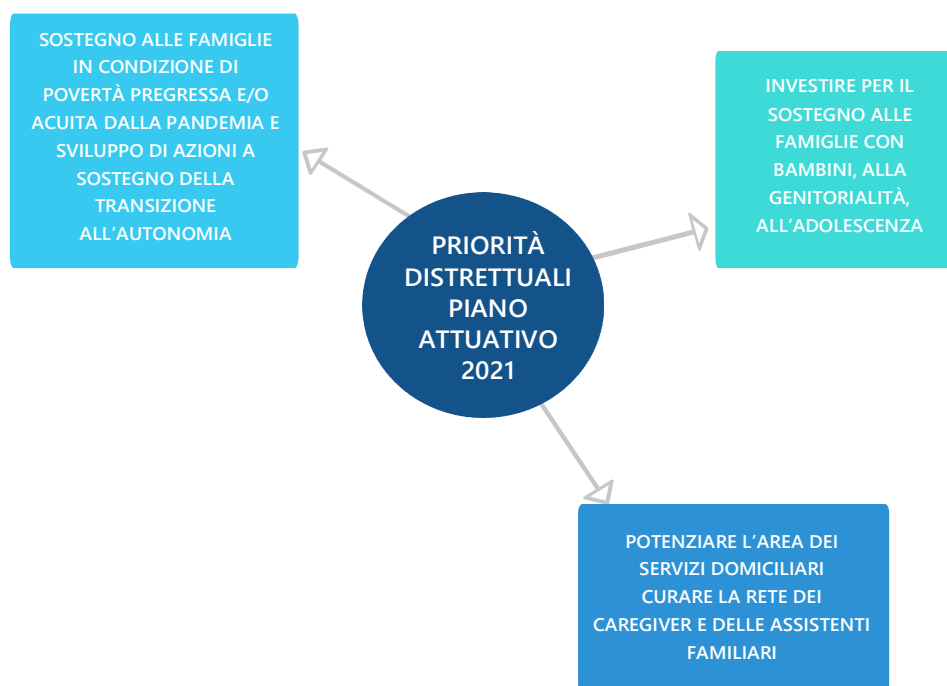 SOSTEGNO ALLE FAMIGLIE
IN CONDIZIONE DI
POVERTÀ PREGRESSA E/O
ACUITA DALLA PANDEMIA E
SVILUPPO DI AZIONI A
SOSTEGNO DELLA
TRANSIZIONE
ALL'AUTONOMIA
INVESTIRE PER IL
SOSTEGNO ALLE
FAMIGLIE CON
BAMBINI, ALLA
GENITORIALITÀ,
ALL'ADOLESCENZA
PRIORITÀ
DISTRETTUALI
PIANO
ATTUATIVO
2021
POTENZIARE L'AREA DEI
SERVIZI DOMICILIARI
CURARE LA RETE DEI
CAREGIVER E DELLE ASSISTENTI
FAMILIARI